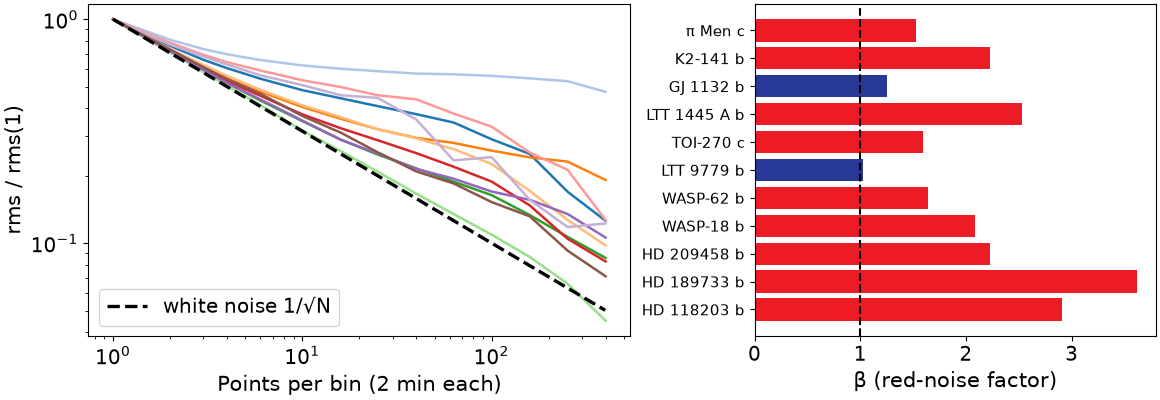 10⁰
10⁻¹
rms / rms(1)
white noise 1/√N
10⁰
10¹
10²
Points per bin (2 min each)
π Men c
K2-141 b
GJ 1132 b
LTT 1445 A b
TOI-270 c
LTT 9779 b
WASP-62 b
WASP-18 b
HD 209458 b
HD 189733 b
HD 118203 b
0
1
2
3
β (red-noise factor)